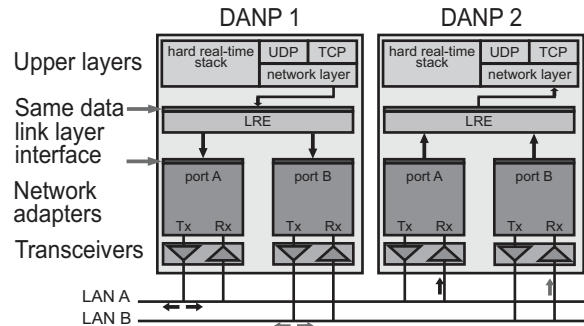 DANP 1 DANP 2
Upper layers
hard real-time stack UDP TCP network layer
hard real-time stack UDP TCP network layer
Same data link layer interface
LRE LRE
Network adapters
port A port B port A port B
Tx Rx Tx Rx Tx Rx Tx Rx
Transceivers
LAN A
LAN B